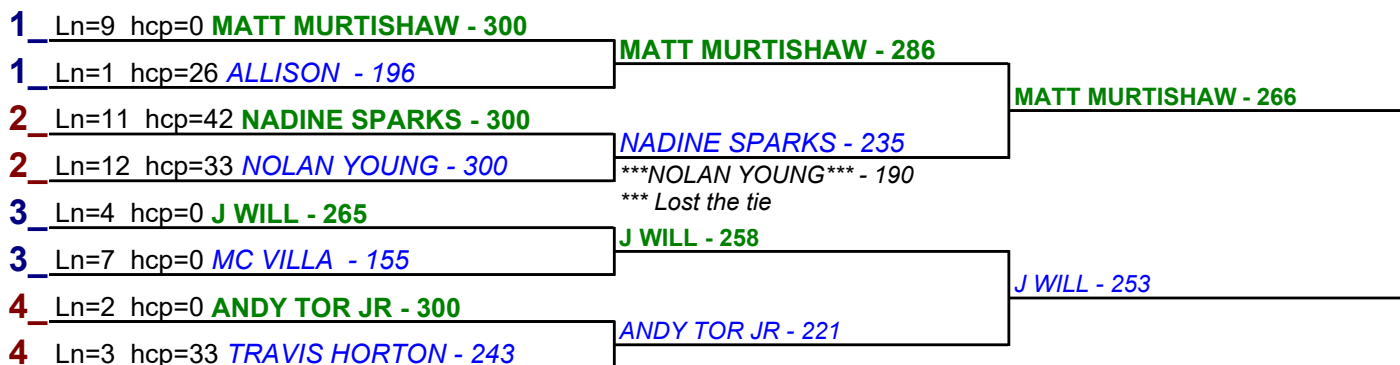 1_ Ln=9 hcp=0 MATT MURTISHAW - 300
MATT MURTISHAW - 286
1_ Ln=1 hcp=26 ALLISON - 196
MATT MURTISHAW - 266
2_ Ln=11 hcp=42 NADINE SPARKS - 300
NADINE SPARKS - 235
2_ Ln=12 hcp=33 NOLAN YOUNG - 300
***NOLAN YOUNG*** - 190
*** Lost the tie
3_ Ln=4 hcp=0 J WILL - 265
J WILL - 258
3_ Ln=7 hcp=0 MC VILLA - 155
J WILL - 253
4_ Ln=2 hcp=0 ANDY TOR JR - 300
ANDY TOR JR - 221
4 Ln=3 hcp=33 TRAVIS HORTON - 243